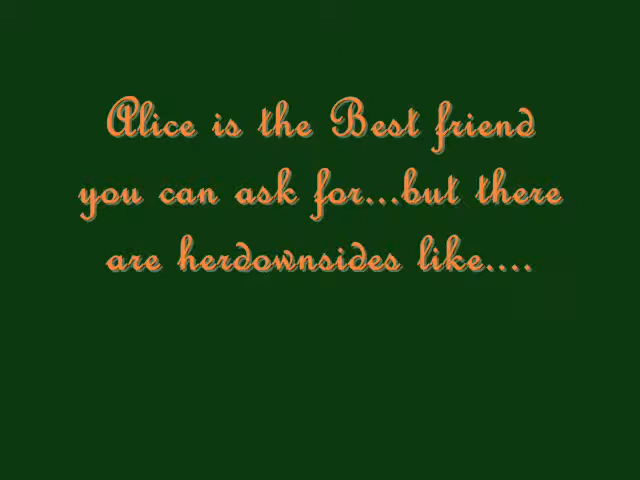 Alice is the Best friend
you can ask for...but there
are herdownsides like....